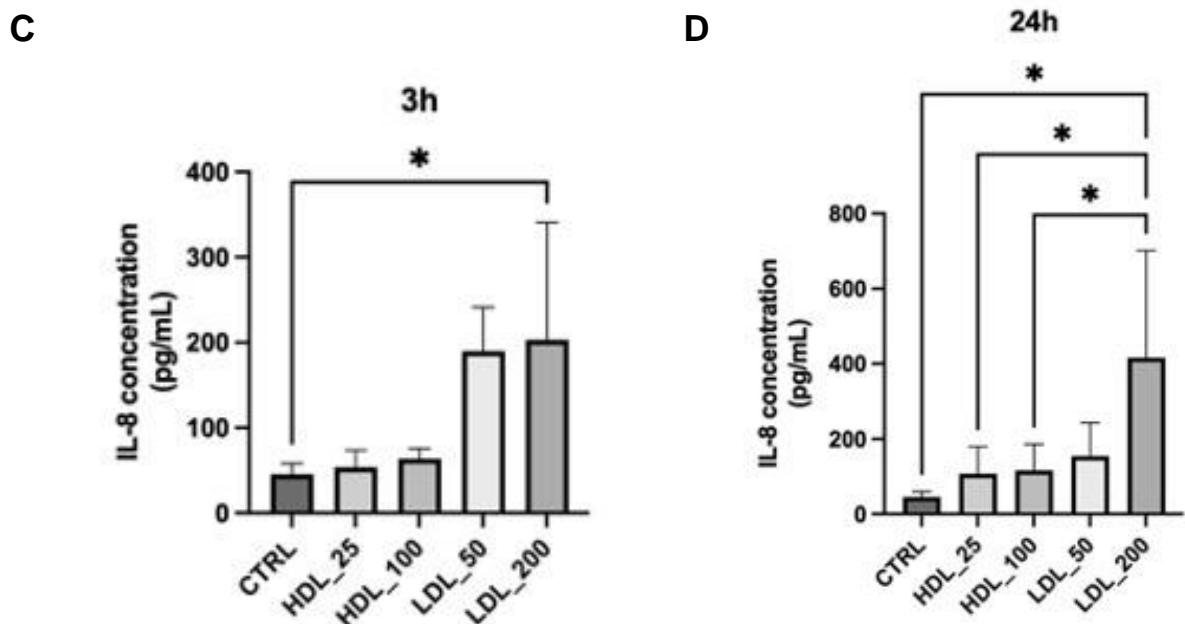 C
3h
*
400
300
200
100
0
IL-8 concentration
(pg/mL)
CTRL
HDL_25
HDL_100
LDL_50
LDL_200
D
24h
*
*
*
800
600
400
200
0
IL-8 concentration
(pg/mL)
CTRL
HDL_25
HDL_100
LDL_50
LDL_200